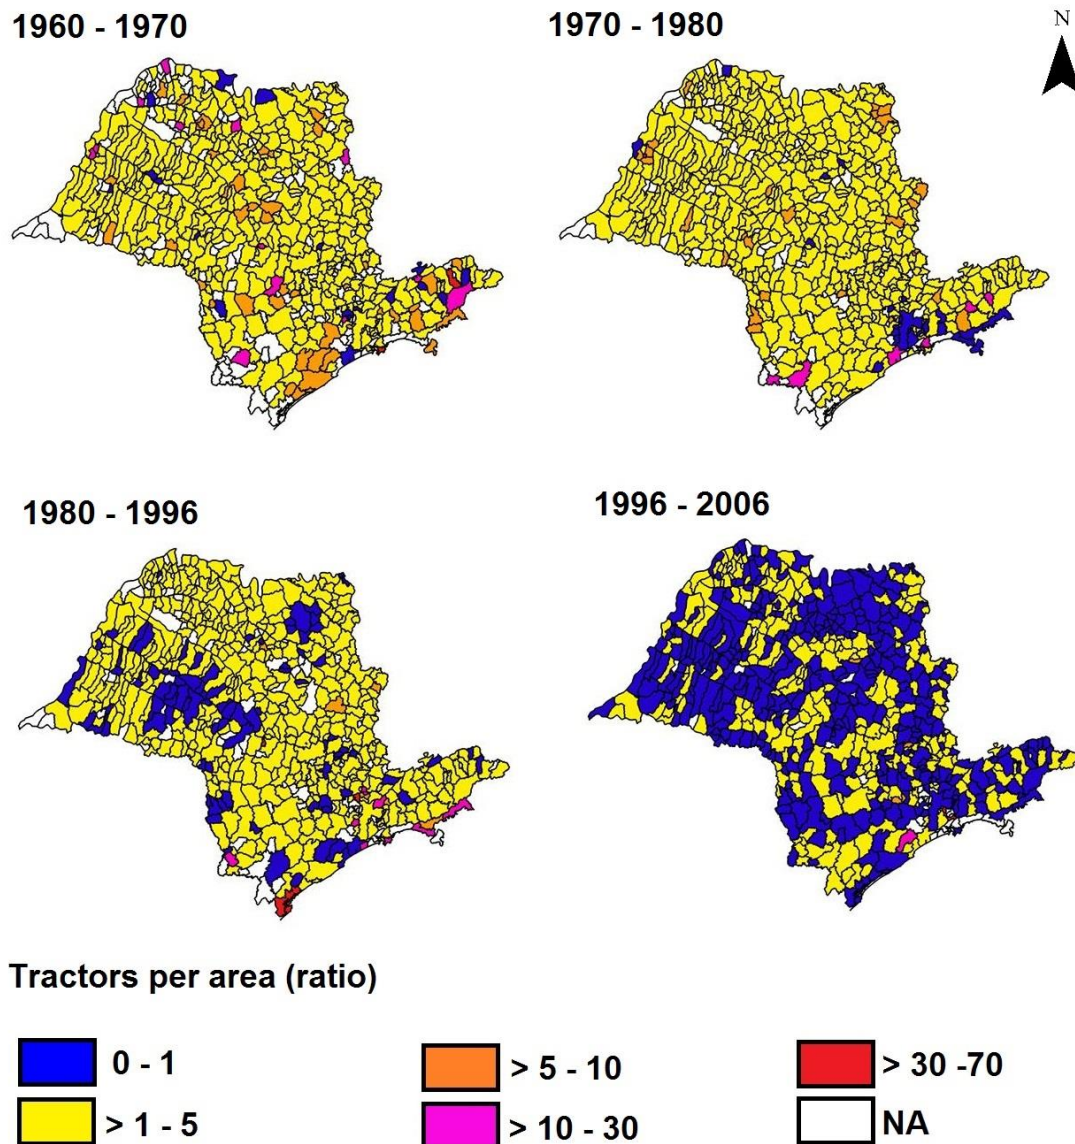 1960 - 1970
1970 - 1980
N
1980 - 1996
1996 - 2006
Tractors per area (ratio)
0 - 1
> 5 - 10
> 30 -70
> 1 - 5
> 10 - 30
NA